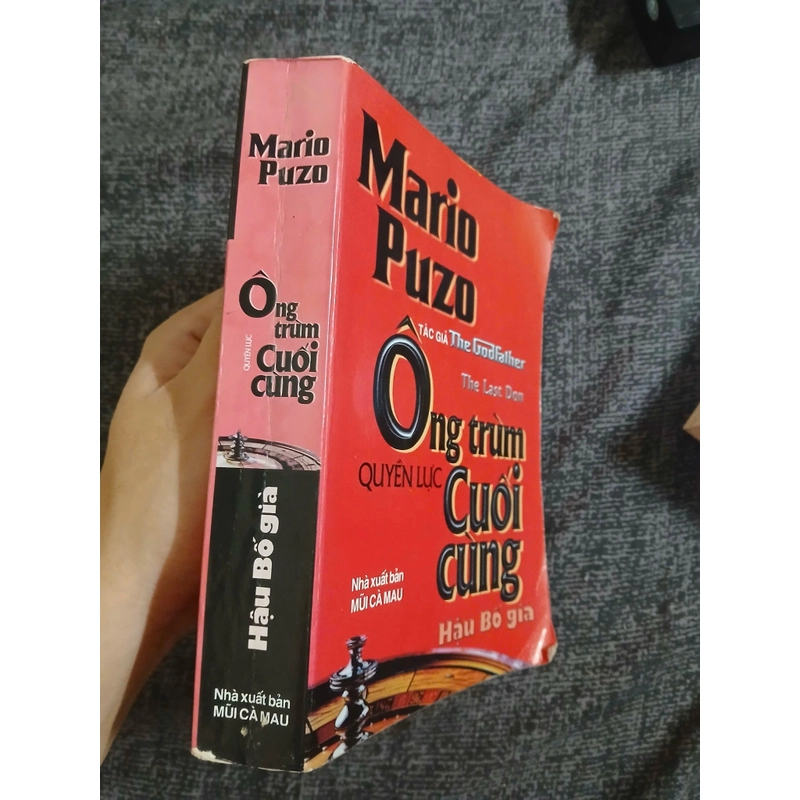 Mario
Puzo
Ông
trùm
QUYỀN LỰC
Cuối
cùng
Hậu Bố già
Nhà xuất bản
MŨI CÀ MAU
Mario
Puzo
TÁC GIẢ The Godfather
The Last Don
Ông trùm
QUYỀN LỰC
Cuối
cùng
Nhà xuất bản
MŨI CÀ MAU
Hậu Bố già